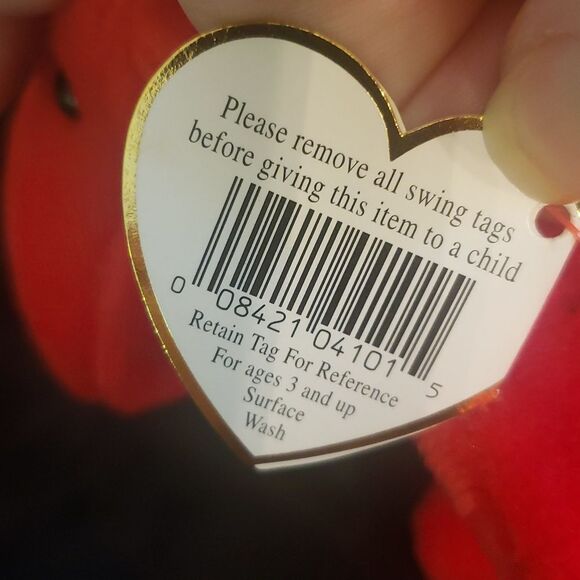 Please remove all swing tags
before giving this item to a child
0 08421 04101 5
Retain Tag For Reference
For ages 3 and up
Surface
Wash